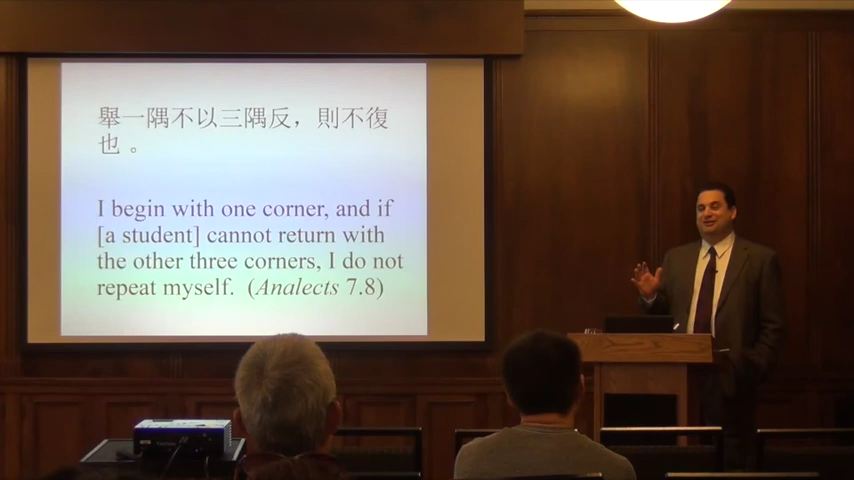 舉一隅不以三隅反，則不復
也。
I begin with one corner, and if
[a student] cannot return with
the other three corners, I do not
repeat myself.  (Analects 7.8)